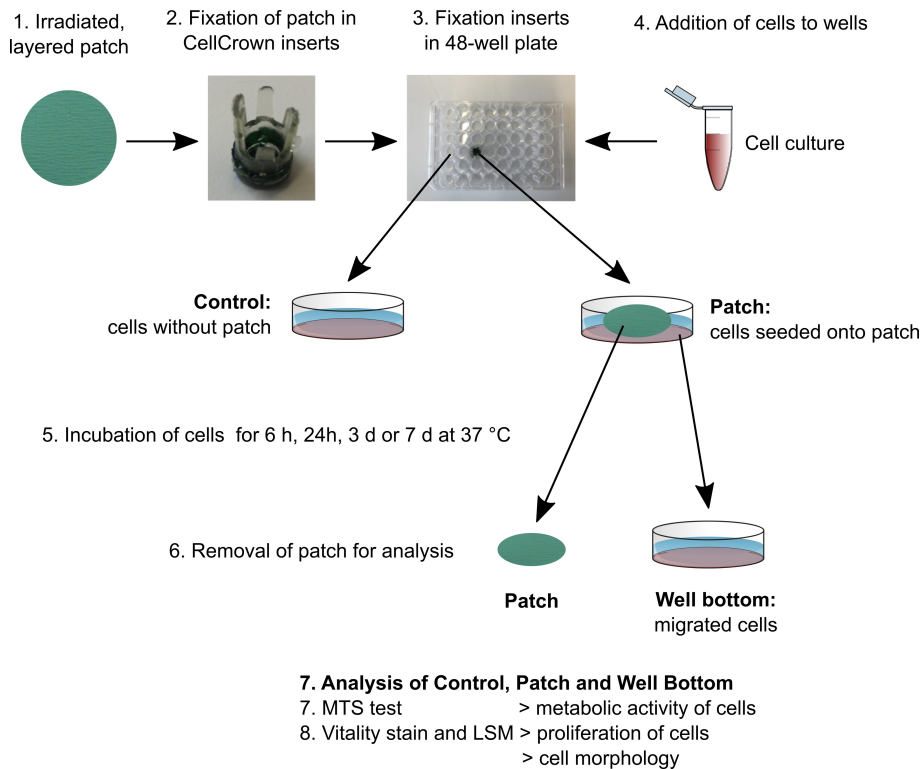 1. Irradiated,
layered patch
2. Fixation of patch in
CellCrown inserts
3. Fixation inserts
in 48-well plate
4. Addition of cells to wells
Cell culture
Control:
cells without patch
Patch:
cells seeded onto patch
5. Incubation of cells for 6 h, 24h, 3 d or 7 d at 37 °C
6. Removal of patch for analysis
Patch
Well bottom:
migrated cells
7. Analysis of Control, Patch and Well Bottom
7. MTS test > metabolic activity of cells
8. Vitality stain and LSM > proliferation of cells
> cell morphology